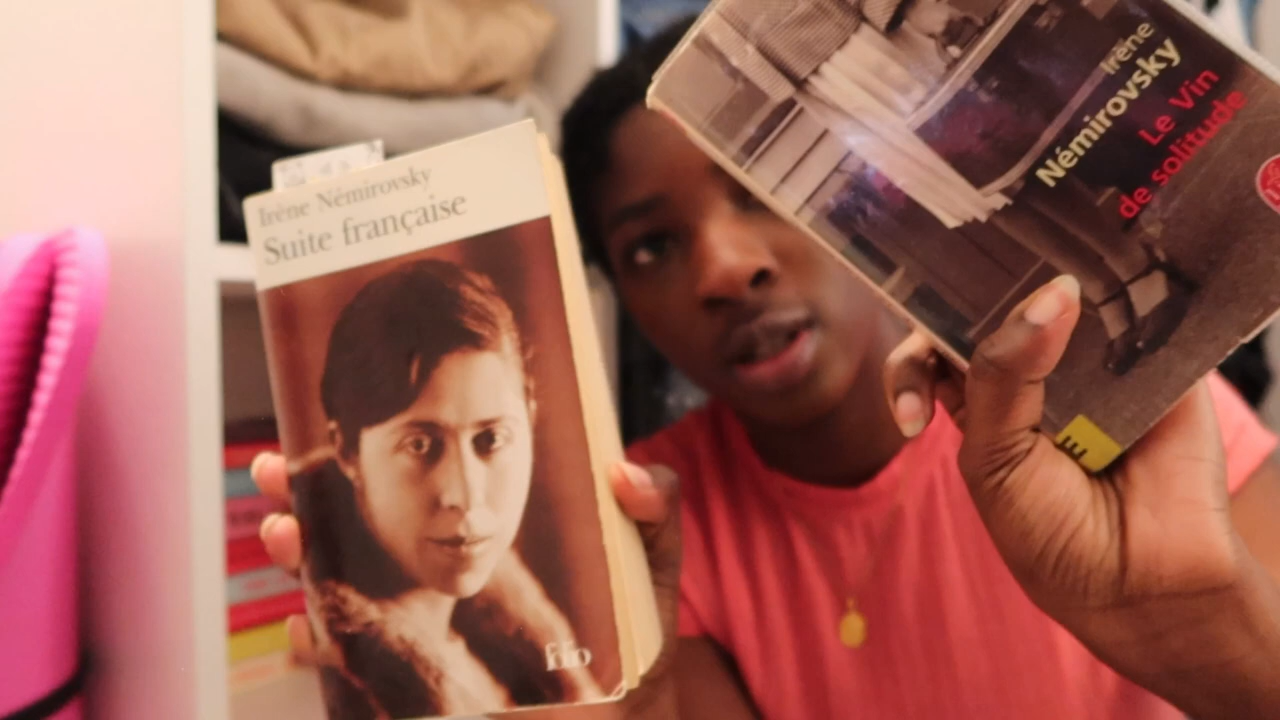 Irène Némirovsky
Suite française
folio
Irène
Némirovsky
Le Vin
de solitude